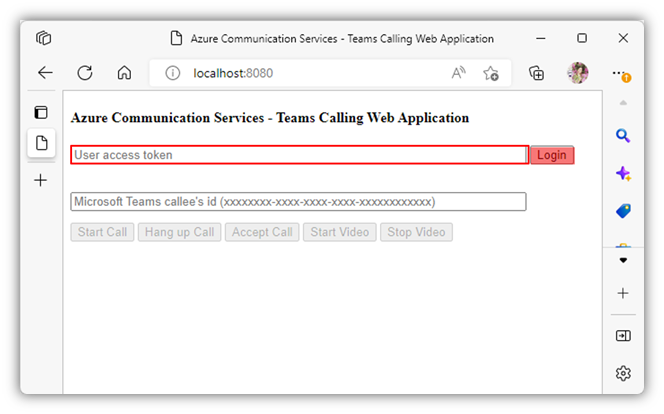 Azure Communication Services - Teams Calling Web Application
localhost:8080
Azure Communication Services - Teams Calling Web Application
User access token Login
Microsoft Teams callee's id (xxxxxxxx-xxxx-xxxx-xxxx-xxxxxxxxxxxx)
Start Call Hang up Call Accept Call Start Video Stop Video